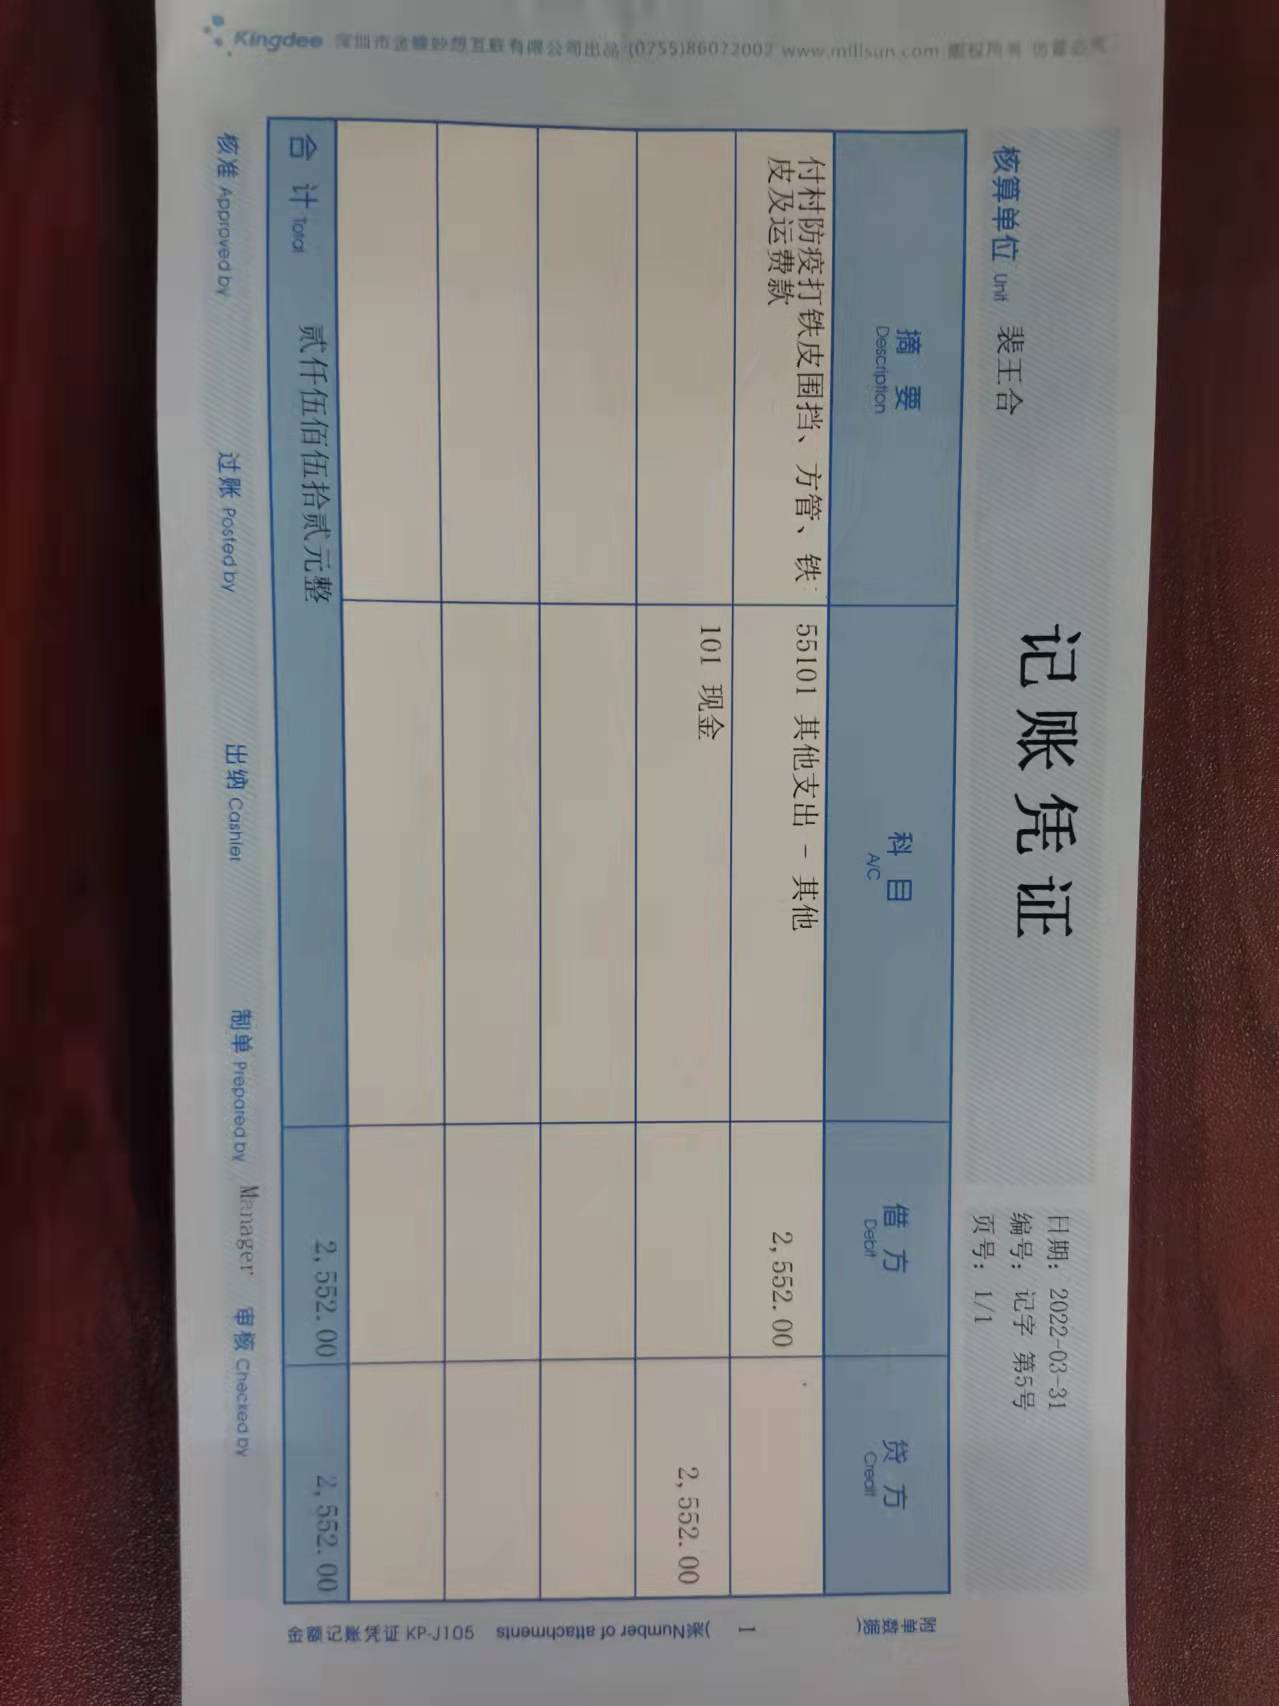 记账凭证
日期：2022-03-31
编号：记字 第5号
页号：1/1
核算单位 Unit 裴王合
摘要 Description 科目 A/C 借方 Debit 贷方 Credit
付村防疫打铁皮围挡、方管、铁
皮及运费款 55101 其他支出 - 其他 2,552.00
101 现金 2,552.00
合计 Total 贰仟伍佰伍拾贰元整 2,552.00 2,552.00
核准 Approved by 过账 Posted by 出纳 Cashier 制单 Prepared by Manager 审核 Checked by
附单数据( 1 )张(Number of attachments
金额记账凭证 KP-J105
Kingdee 深圳市金蝶妙想互联有限公司出品 (0755)86072002 www.millsun.com 版权所有 仿冒必究